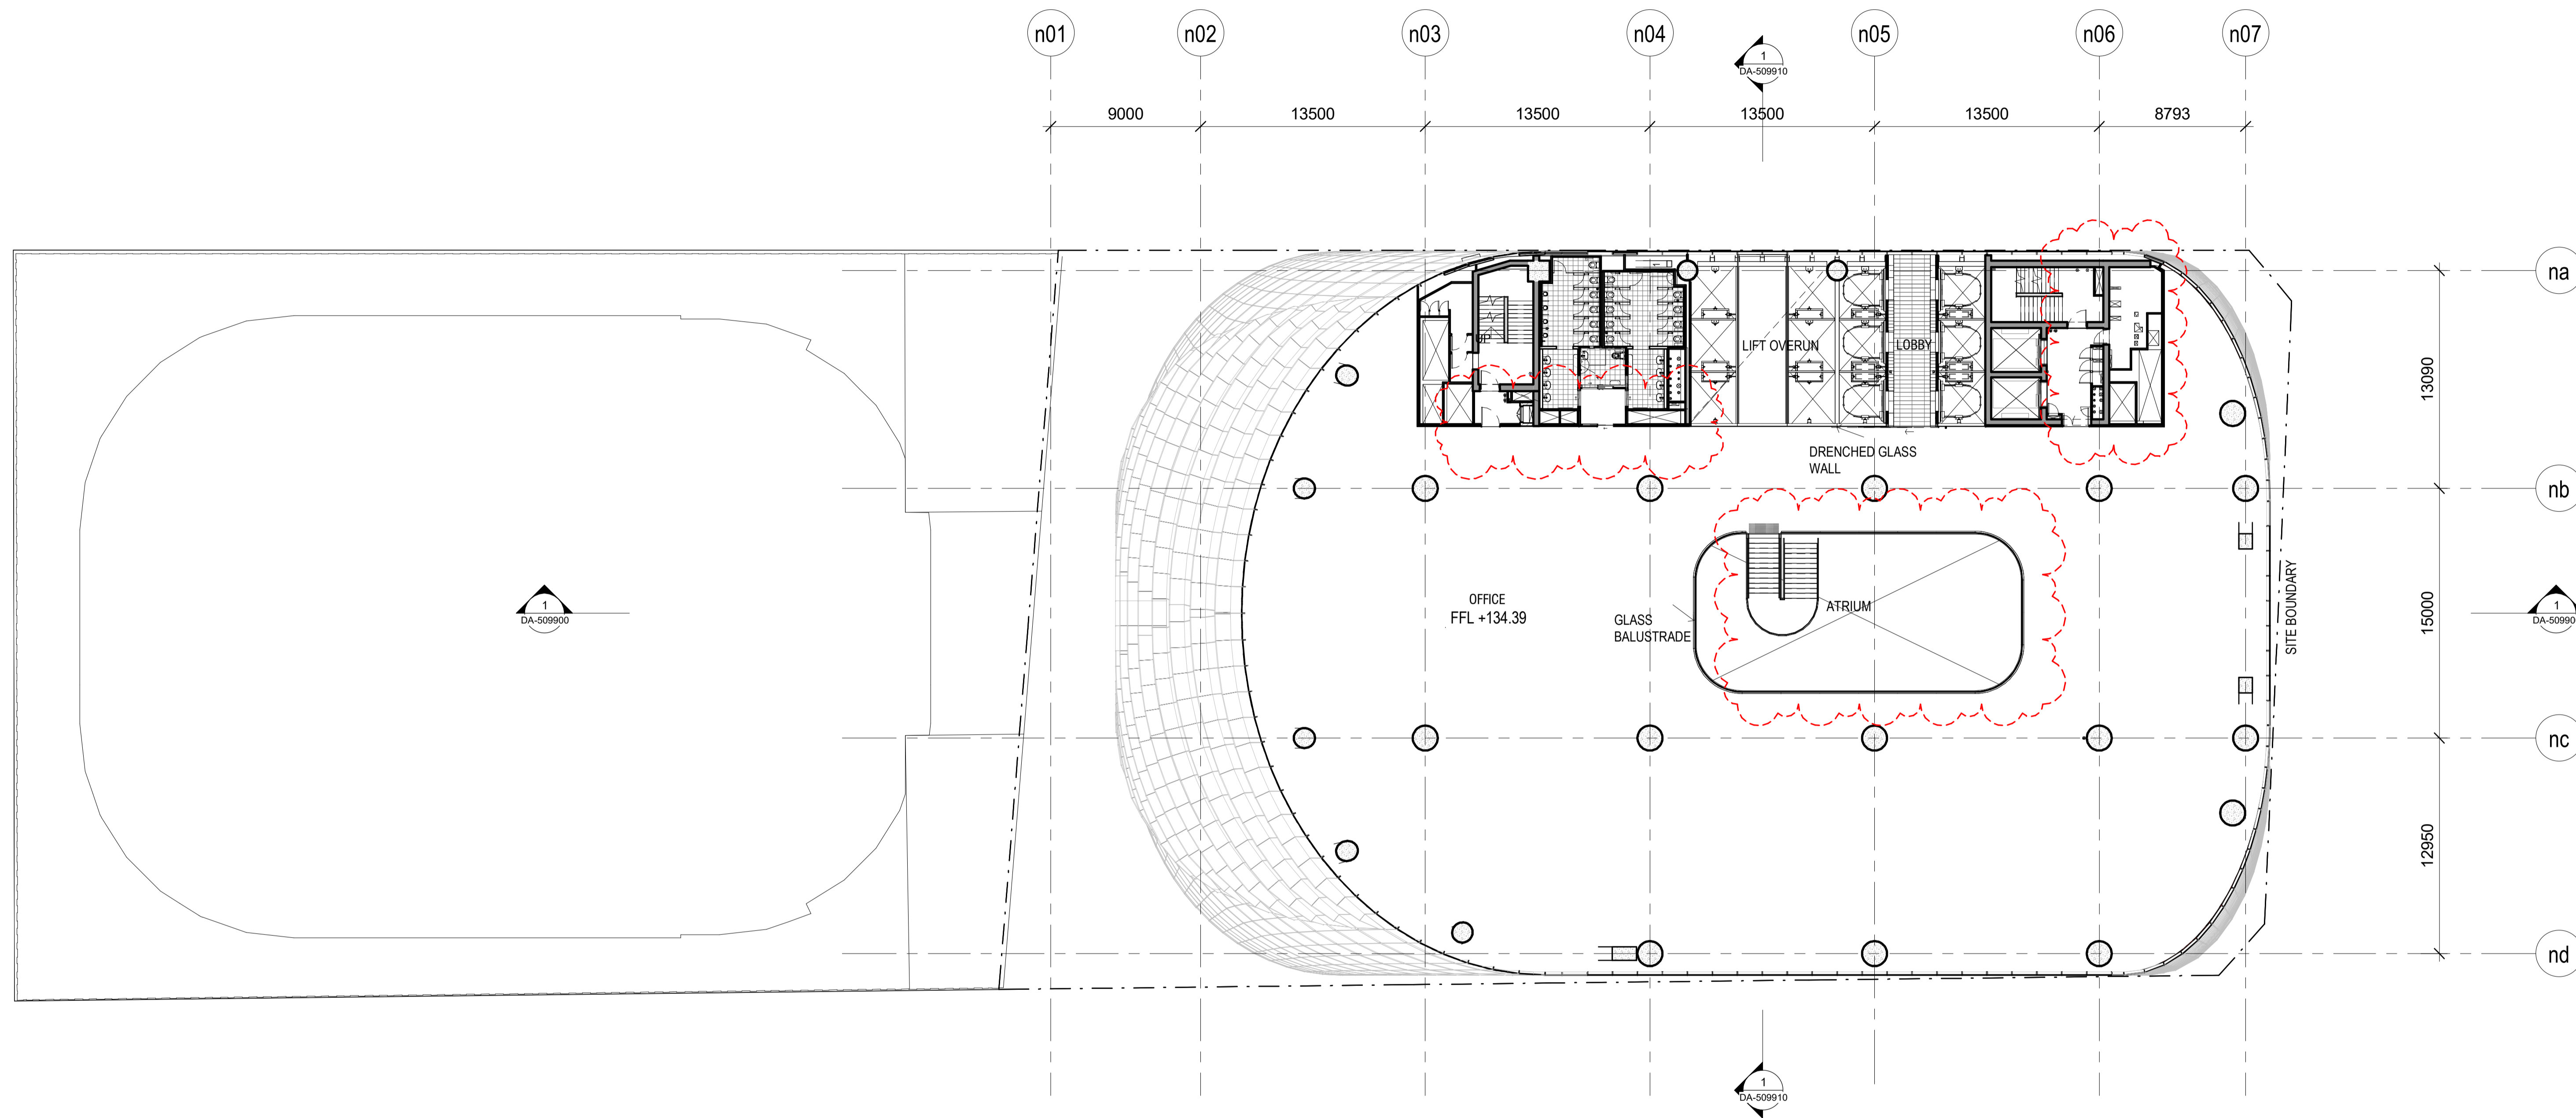 n01
n02
n03
n04
n05
n06
n07
1
DA-509910
9000
13500
13500
13500
13500
8793
na
LIFT OVERUN
LOBBY
13090
DRENCHED GLASS
WALL
nb
1
DA-509900
OFFICE
FFL +134.39
GLASS
BALUSTRADE
ATRIUM
SITE BOUNDARY
15000
1
DA-50990
nc
12950
nd
1
DA-509910